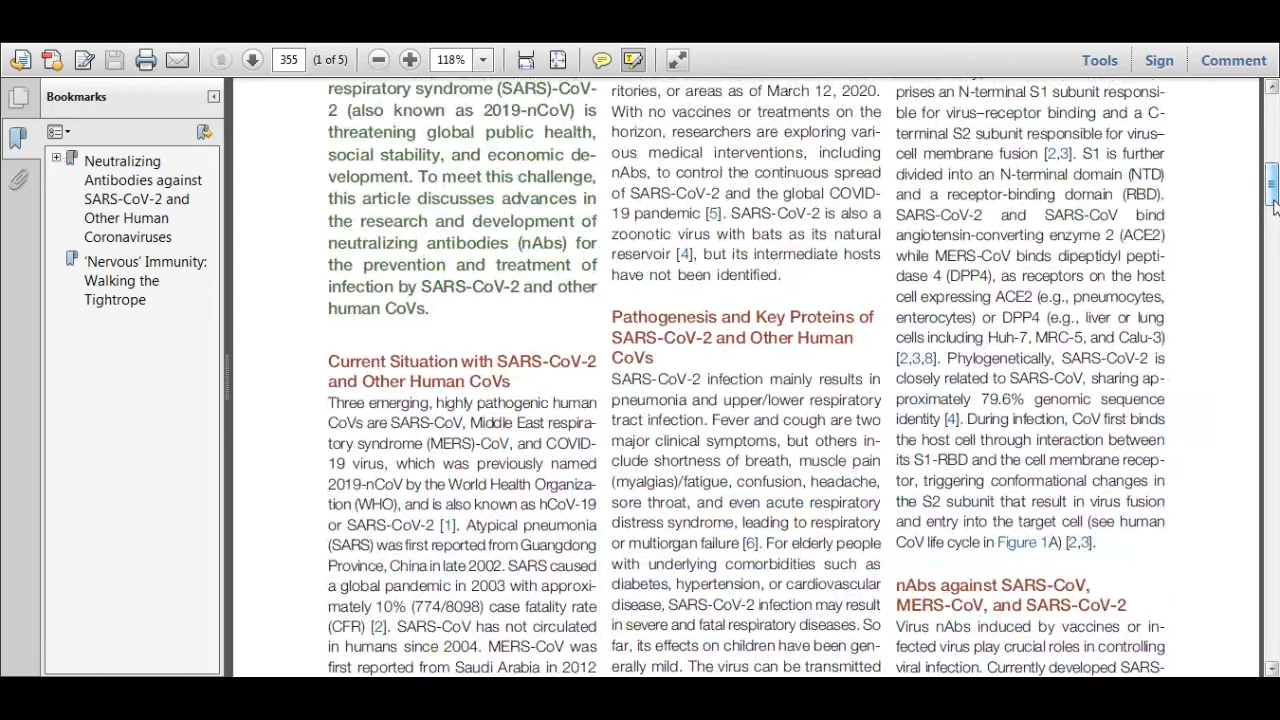 355
(1 of 5)
118%
Tools
Sign
Comment
Bookmarks
Neutralizing
Antibodies against
SARS-CoV-2 and
Other Human
Coronaviruses
'Nervous' Immunity:
Walking the
Tightrope
respiratory syndrome (SARS)-CoV-
2 (also known as 2019-nCoV) is
threatening global public health,
social stability, and economic de-
velopment. To meet this challenge,
this article discusses advances in
the research and development of
neutralizing antibodies (nAbs) for
the prevention and treatment of
infection by SARS-CoV-2 and other
human CoVs.
Current Situation with SARS-CoV-2
and Other Human CoVs
Three emerging, highly pathogenic human
CoVs are SARS-CoV, Middle East respira-
tory syndrome (MERS)-CoV, and COVID-
19 virus, which was previously named
2019-nCoV by the World Health Organiza-
tion (WHO), and is also known as hCoV-19
or SARS-CoV-2 [1]. Atypical pneumonia
(SARS) was first reported from Guangdong
Province, China in late 2002. SARS caused
a global pandemic in 2003 with approxi-
mately 10% (774/8098) case fatality rate
(CFR) [2]. SARS-CoV has not circulated
in humans since 2004. MERS-CoV was
first reported from Saudi Arabia in 2012
ritories, or areas as of March 12, 2020.
With no vaccines or treatments on the
horizon, researchers are exploring vari-
ous medical interventions, including
nAbs, to control the continuous spread
of SARS-CoV-2 and the global COVID-
19 pandemic [5]. SARS-CoV-2 is also a
zoonotic virus with bats as its natural
reservoir [4], but its intermediate hosts
have not been identified.
Pathogenesis and Key Proteins of
SARS-CoV-2 and Other Human
CoVs
SARS-CoV-2 infection mainly results in
pneumonia and upper/lower respiratory
tract infection. Fever and cough are two
major clinical symptoms, but others in-
clude shortness of breath, muscle pain
(myalgias)/fatigue, confusion, headache,
sore throat, and even acute respiratory
distress syndrome, leading to respiratory
or multiorgan failure [6]. For elderly people
with underlying comorbidities such as
diabetes, hypertension, or cardiovascular
disease, SARS-CoV-2 infection may result
in severe and fatal respiratory diseases. So
far, its effects on children have been gen-
erally mild. The virus can be transmitted
prises an N-terminal S1 subunit responsi-
ble for virus–receptor binding and a C-
terminal S2 subunit responsible for virus–
cell membrane fusion [2,3]. S1 is further
divided into an N-terminal domain (NTD)
and a receptor-binding domain (RBD).
SARS-CoV-2 and SARS-CoV bind
angiotensin-converting enzyme 2 (ACE2)
while MERS-CoV binds dipeptidyl pepti-
dase 4 (DPP4), as receptors on the host
cell expressing ACE2 (e.g., pneumocytes,
enterocytes) or DPP4 (e.g., liver or lung
cells including Huh-7, MRC-5, and Calu-3)
[2,3,8]. Phylogenetically, SARS-CoV-2 is
closely related to SARS-CoV, sharing ap-
proximately 79.6% genomic sequence
identity [4]. During infection, CoV first binds
the host cell through interaction between
its S1-RBD and the cell membrane recep-
tor, triggering conformational changes in
the S2 subunit that result in virus fusion
and entry into the target cell (see human
CoV life cycle in Figure 1A) [2,3].
nAbs against SARS-CoV,
MERS-CoV, and SARS-CoV-2
Virus nAbs induced by vaccines or in-
fected virus play crucial roles in controlling
viral infection. Currently developed SARS-